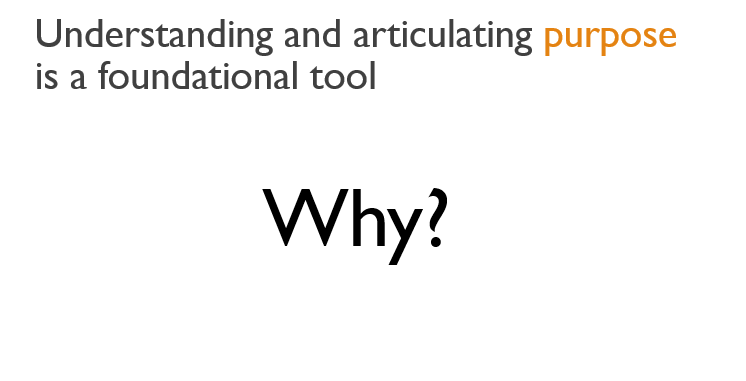 Understanding and articulating purpose
is a foundational tool
Why?